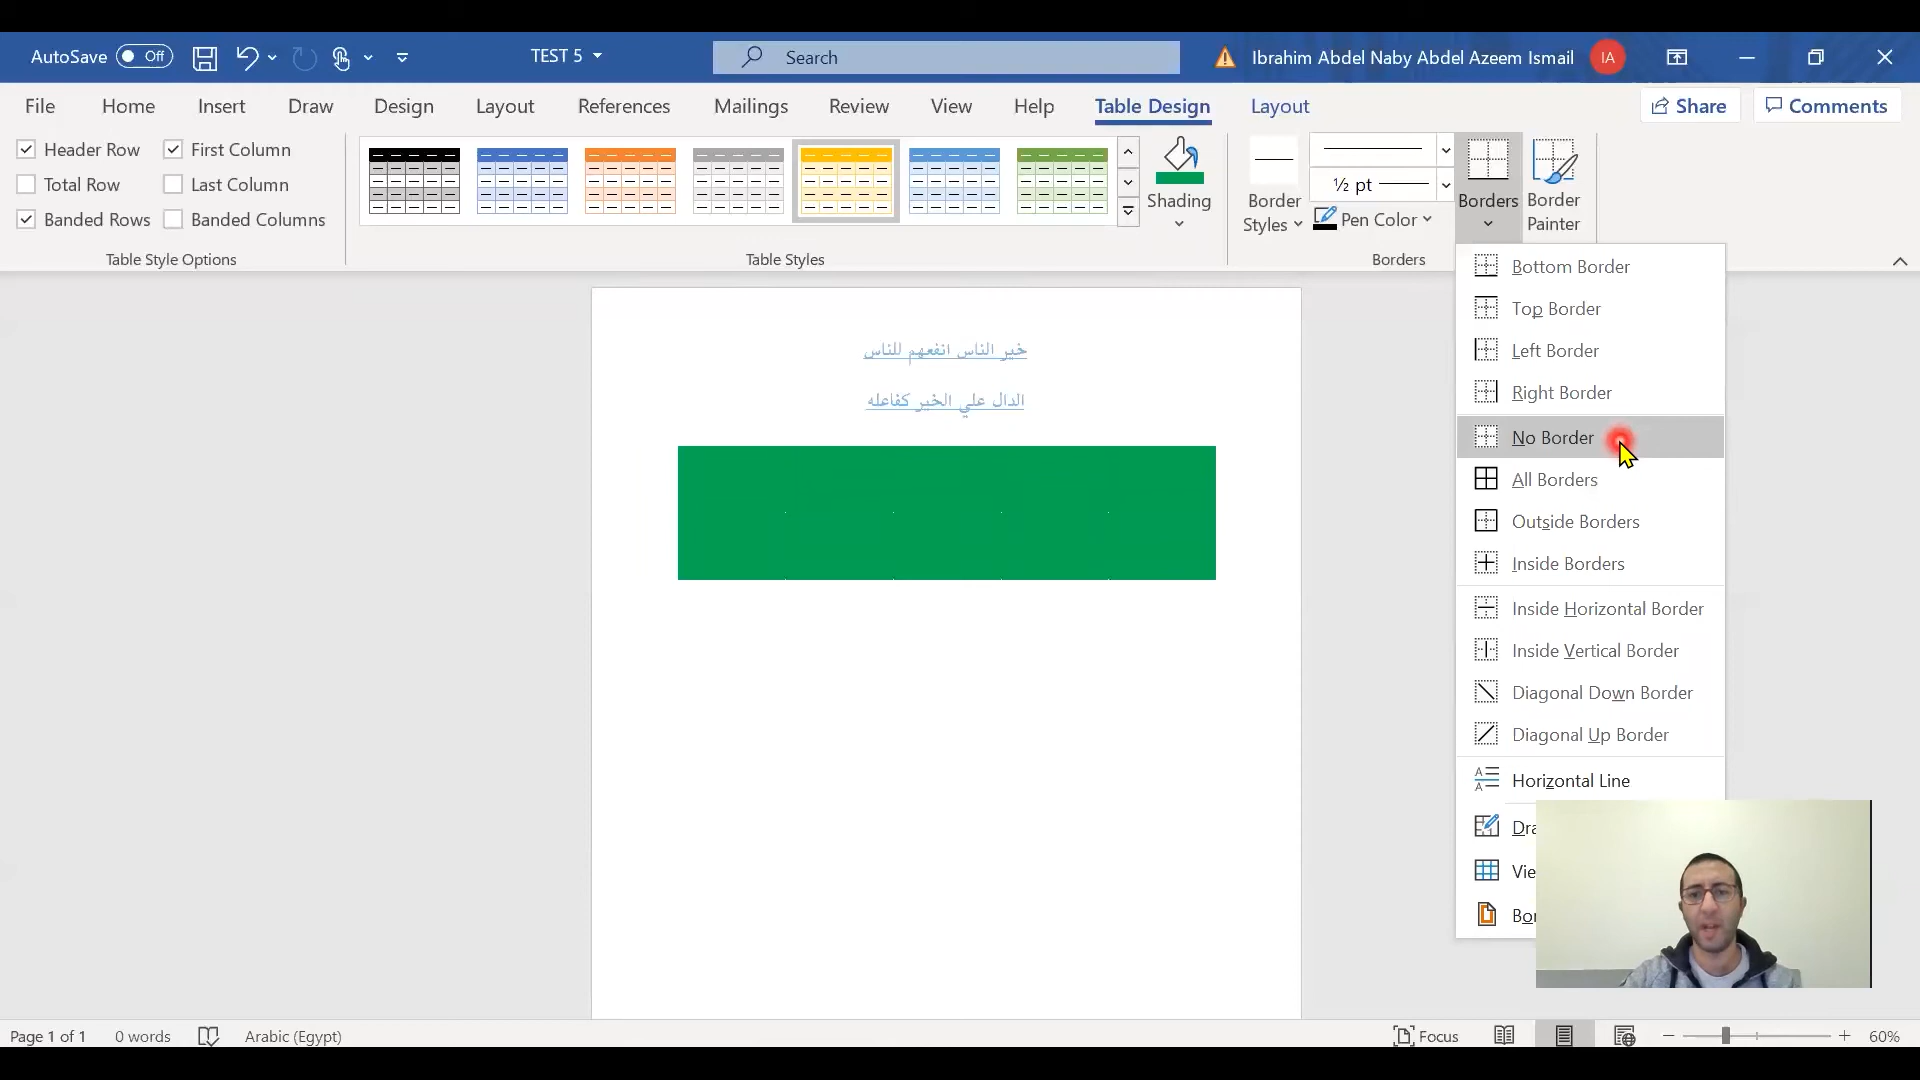 AutoSave Off
TEST 5
Search
Ibrahim Abdel Naby Abdel Azeem Ismail
IA
File Home Insert Draw Design Layout References Mailings Review View Help Table Design Layout
Share
Comments
Header Row First Column
Total Row Last Column
Banded Rows Banded Columns
Table Style Options
Table Styles
Shading
Border Styles
½ pt
Pen Color
Borders
Border Painter
Borders
Bottom Border
Top Border
Left Border
Right Border
No Border
All Borders
Outside Borders
Inside Borders
Inside Horizontal Border
Inside Vertical Border
Diagonal Down Border
Diagonal Up Border
Horizontal Line
خير الناس انفعهم للناس
الدال علي الخير كفاعله
Page 1 of 1 0 words Arabic (Egypt)
Focus
60%